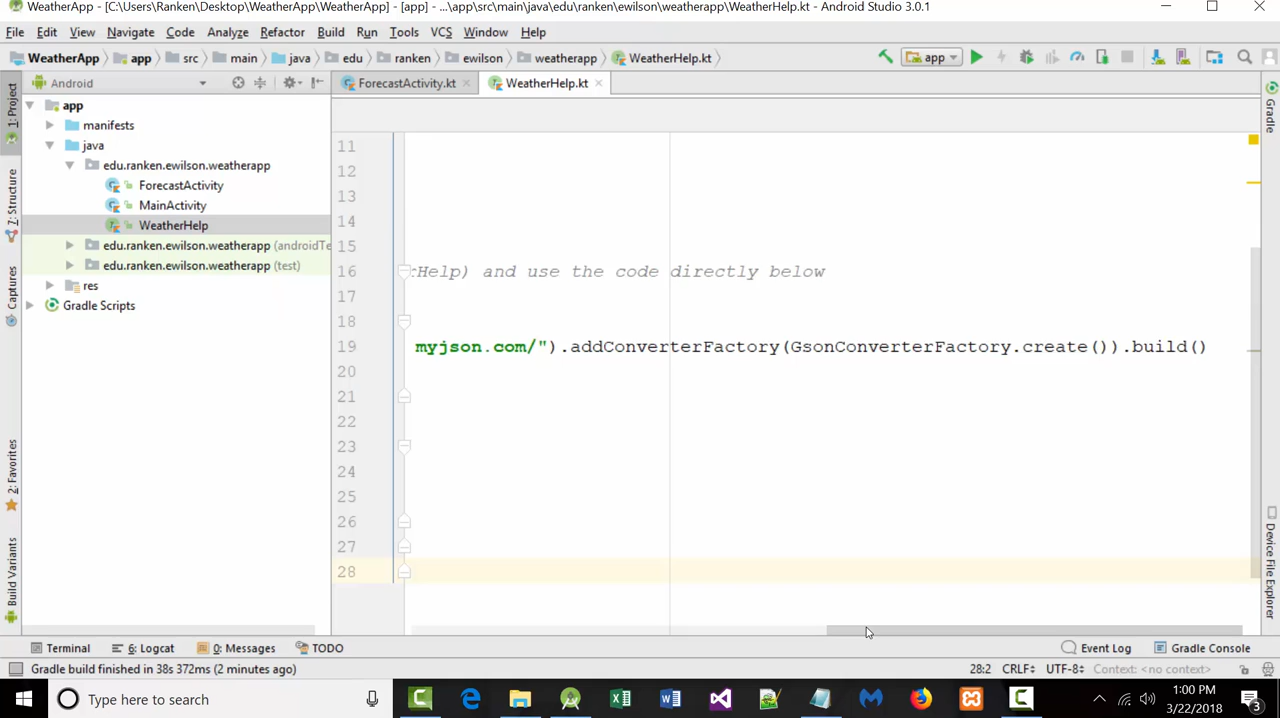 WeatherApp - [C:\Users\Ranken\Desktop\WeatherApp\WeatherApp] - [app] - ...\app\src\main\java\edu\ranken\ewilson\weatherapp\WeatherHelp.kt - Android Studio 3.0.1
File Edit View Navigate Code Analyze Refactor Build Run Tools VCS Window Help
WeatherApp app src main java edu ranken ewilson weatherapp WeatherHelp.kt app
Android ForecastActivity.kt WeatherHelp.kt
1: Project
7: Structure
Captures
2: Favorites
Build Variants
app
manifests
java
edu.ranken.ewilson.weatherapp
ForecastActivity
MainActivity
WeatherHelp
edu.ranken.ewilson.weatherapp (androidTe
edu.ranken.ewilson.weatherapp (test)
res
Gradle Scripts
11
12
13
14
15
16 rHelp) and use the code directly below
17
18
19 myjson.com/").addConverterFactory(GsonConverterFactory.create()).build()
20
21
22
23
24
25
26
27
28
Gradle
Device File Explorer
Terminal 6: Logcat 0: Messages TODO Event Log Gradle Console
Gradle build finished in 38s 372ms (2 minutes ago) 28:2 CRLF÷ UTF-8÷ Context: <no context>
Type here to search 1:00 PM
3/22/2018
3